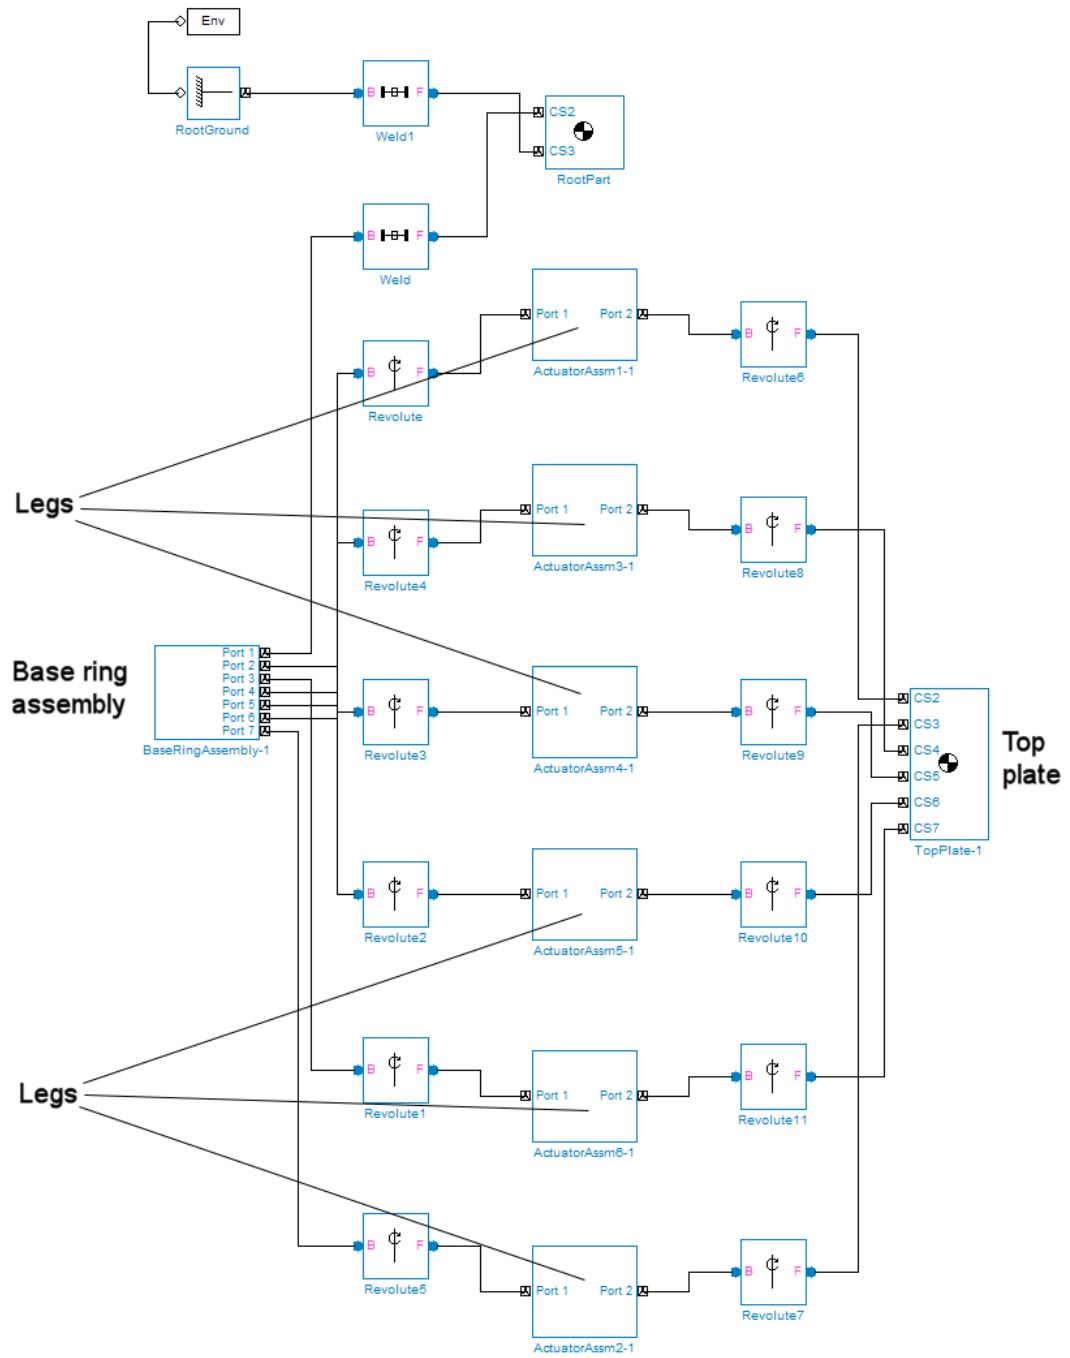 Env
RootGround
B F
Weld1
CS2
CS3
RootPart
B F
Weld
Port 1 Port 2
ActuatorAssm1-1
B F
Revolute6
B F
Revolute
Legs
Port 1 Port 2
ActuatorAssm3-1
B F
Revolute8
B F
Revolute4
Base ring
assembly
Port 1
Port 2
Port 3
Port 4
Port 5
Port 6
Port 7
BaseRingAssembly-1
B F
Revolute3
Port 1 Port 2
ActuatorAssm4-1
B F
Revolute9
CS2
CS3
CS4
CS5
CS6
CS7
TopPlate-1
Top
plate
B F
Revolute2
Port 1 Port 2
ActuatorAssm5-1
B F
Revolute10
Legs
B F
Revolute1
Port 1 Port 2
ActuatorAssm6-1
B F
Revolute11
B F
Revolute5
Port 1 Port 2
ActuatorAssm2-1
B F
Revolute7